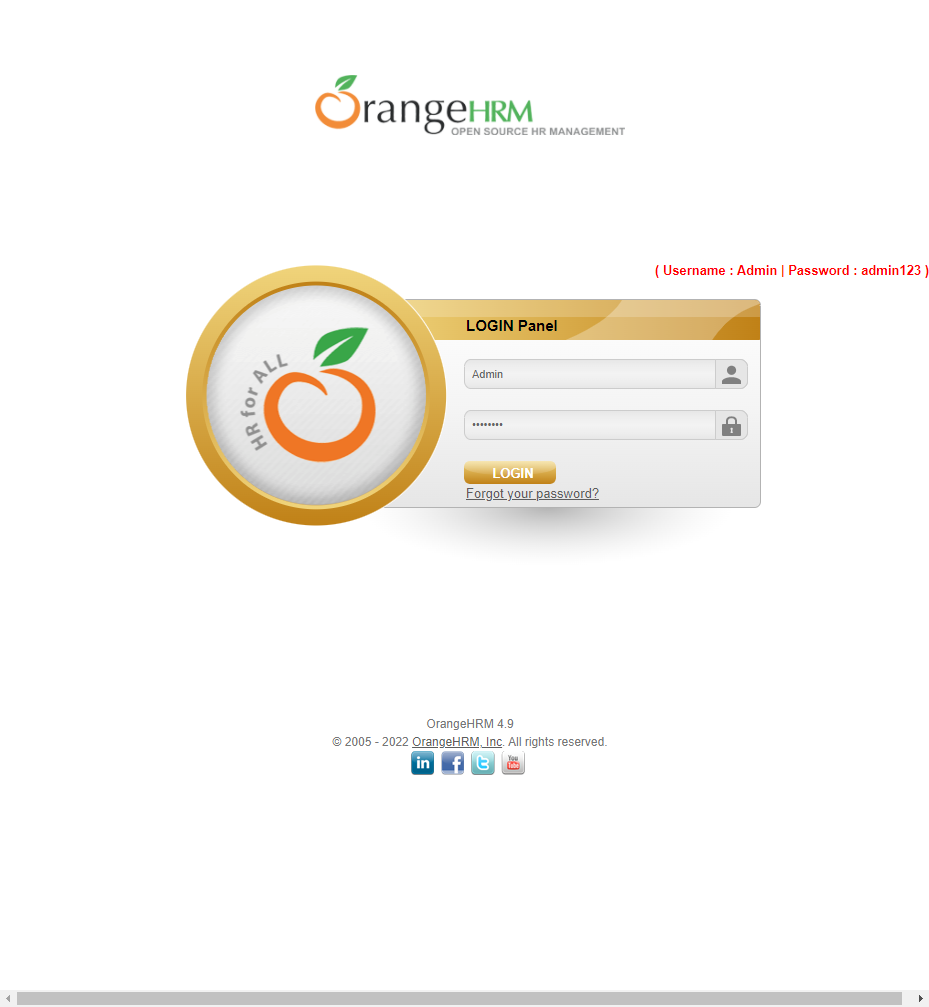 OrangeHRM
OPEN SOURCE HR MANAGEMENT
( Username : Admin | Password : admin123 )
HR for ALL
LOGIN Panel
Admin
••••••••
LOGIN
Forgot your password?
OrangeHRM 4.9
© 2005 - 2022 OrangeHRM, Inc. All rights reserved.
in f t You Tube